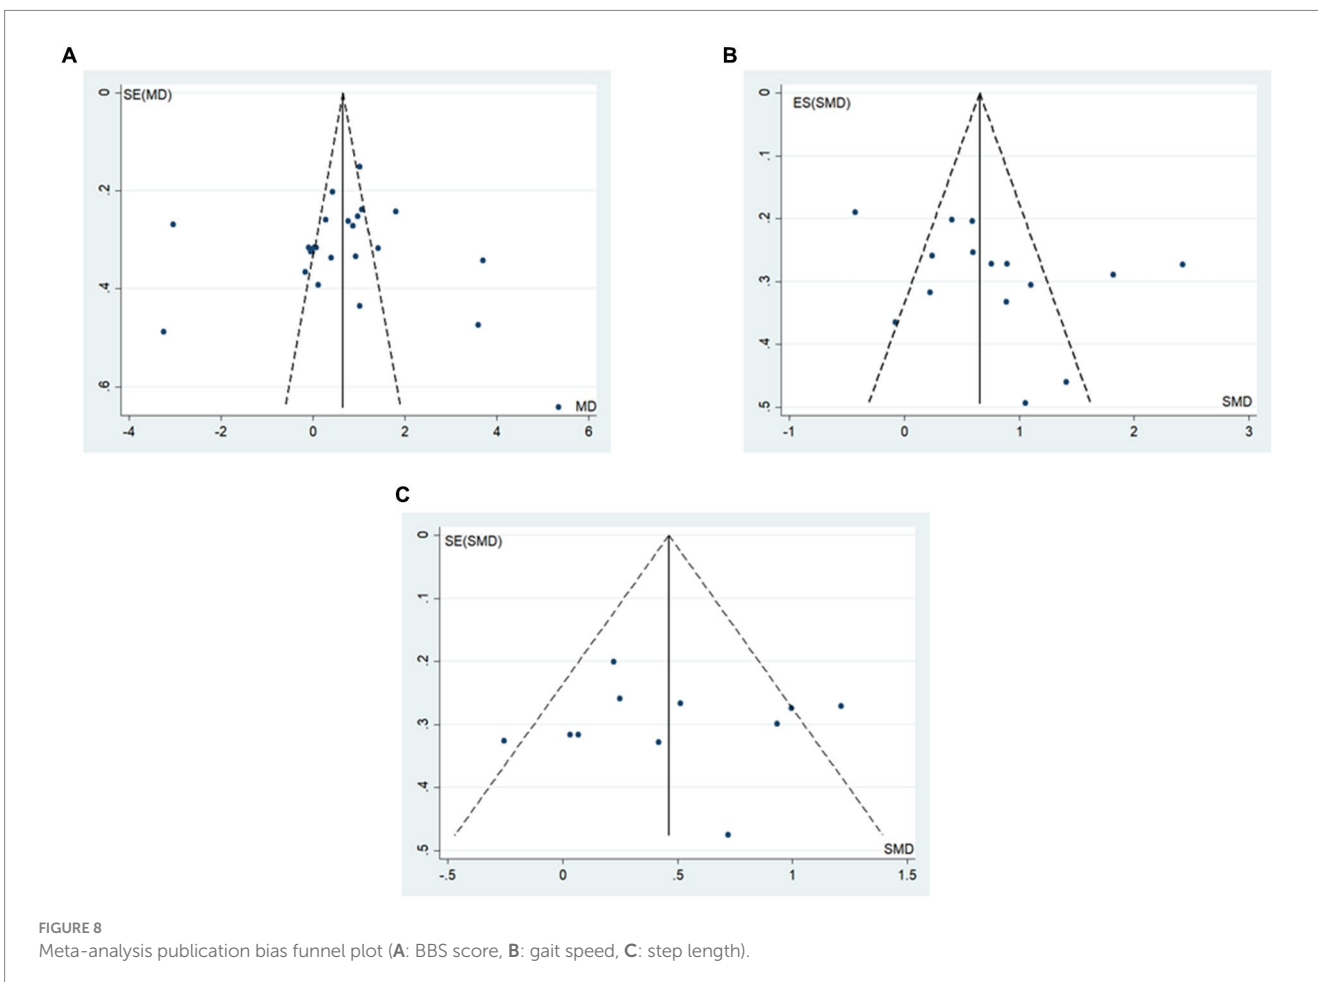 A
SE(MD)
0
.2
.4
.6
MD
-4 -2 0 2 4 6
B
ES(SMD)
0
.1
.2
.3
.4
.5
SMD
-1 0 1 2 3
C
SE(SMD)
0
.1
.2
.3
.4
.5
SMD
-.5 0 .5 1 1.5
FIGURE 8
Meta-analysis publication bias funnel plot (A: BBS score, B: gait speed, C: step length).